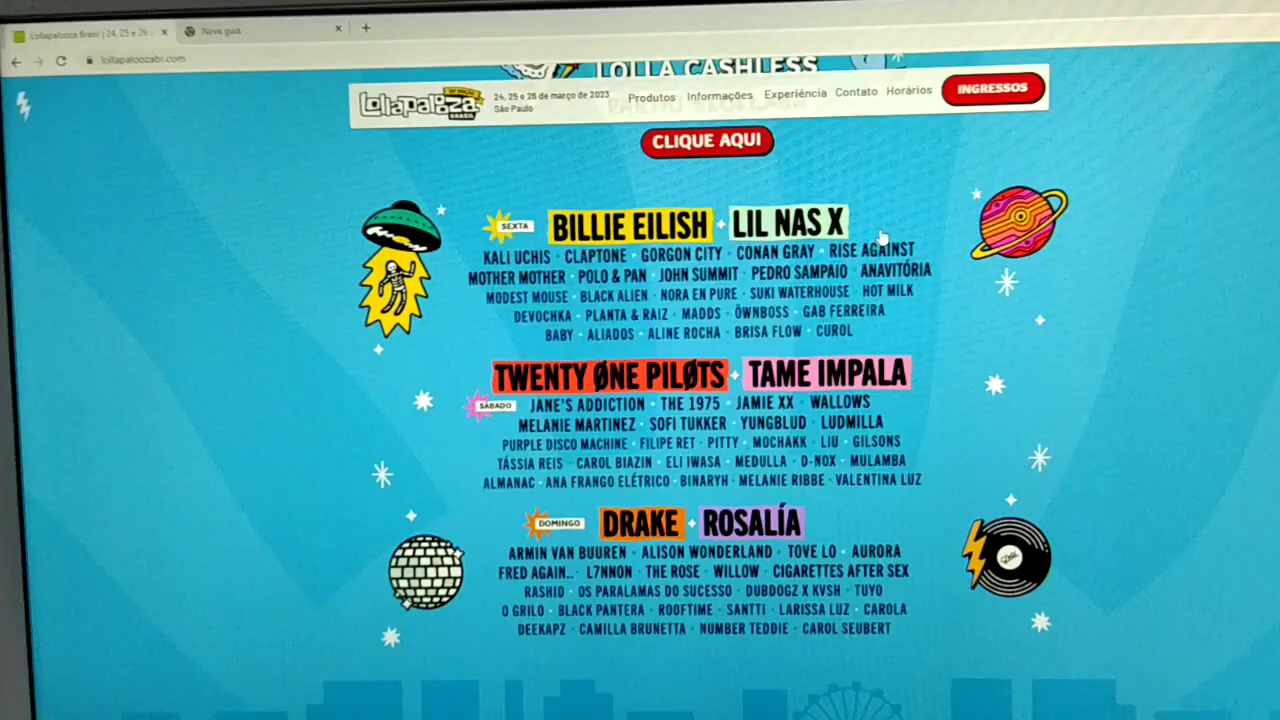 Lollapalooza Brasil | 24, 25 e 26 -
Nova guia
lollapaloozabr.com
LOLLA CASHLESS
Lollapalooza
BRASIL
24, 25 e 26 de março de 2023
São Paulo
Produtos Informações Experiência Contato Horários INGRESSOS
CLIQUE AQUI
SEXTA
BILLIE EILISH LIL NAS X
KALI UCHIS · CLAPTONE · GORGON CITY · CONAN GRAY · RISE AGAINST
MOTHER MOTHER · POLO & PAN · JOHN SUMMIT · PEDRO SAMPAIO · ANAVITÓRIA
MODEST MOUSE · BLACK ALIEN · NORA EN PURE · SUKI WATERHOUSE · HOT MILK
DEVOCHKA · PLANTA & RAIZ · MADDS · ÖWNBOSS · GAB FERREIRA
BABY · ALIADOS · ALINE ROCHA · BRISA FLOW · CUROL
TWENTY ØNE PILØTS TAME IMPALA
SÁBADO
JANE'S ADDICTION · THE 1975 · JAMIE XX · WALLOWS
MELANIE MARTINEZ · SOFI TUKKER · YUNGBLUD · LUDMILLA
PURPLE DISCO MACHINE · FILIPE RET · PITTY · MOCHAKK · LIU · GILSONS
TÁSSIA REIS · CAROL BIAZIN · ELI IWASA · MEDULLA · D-NOX · MULAMBA
ALMANAC · ANA FRANGO ELÉTRICO · BINARYH · MELANIE RIBBE · VALENTINA LUZ
DOMINGO
DRAKE ROSALÍA
ARMIN VAN BUUREN · ALISON WONDERLAND · TOVE LO · AURORA
FRED AGAIN.. · L7NNON · THE ROSE · WILLOW · CIGARETTES AFTER SEX
RASHID · OS PARALAMAS DO SUCESSO · DUBDOGZ X KVSH · TUYO
O GRILO · BLACK PANTERA · ROOFTIME · SANTTI · LARISSA LUZ · CAROLA
DEEKAPZ · CAMILLA BRUNETTA · NUMBER TEDDIE · CAROL SEUBERT